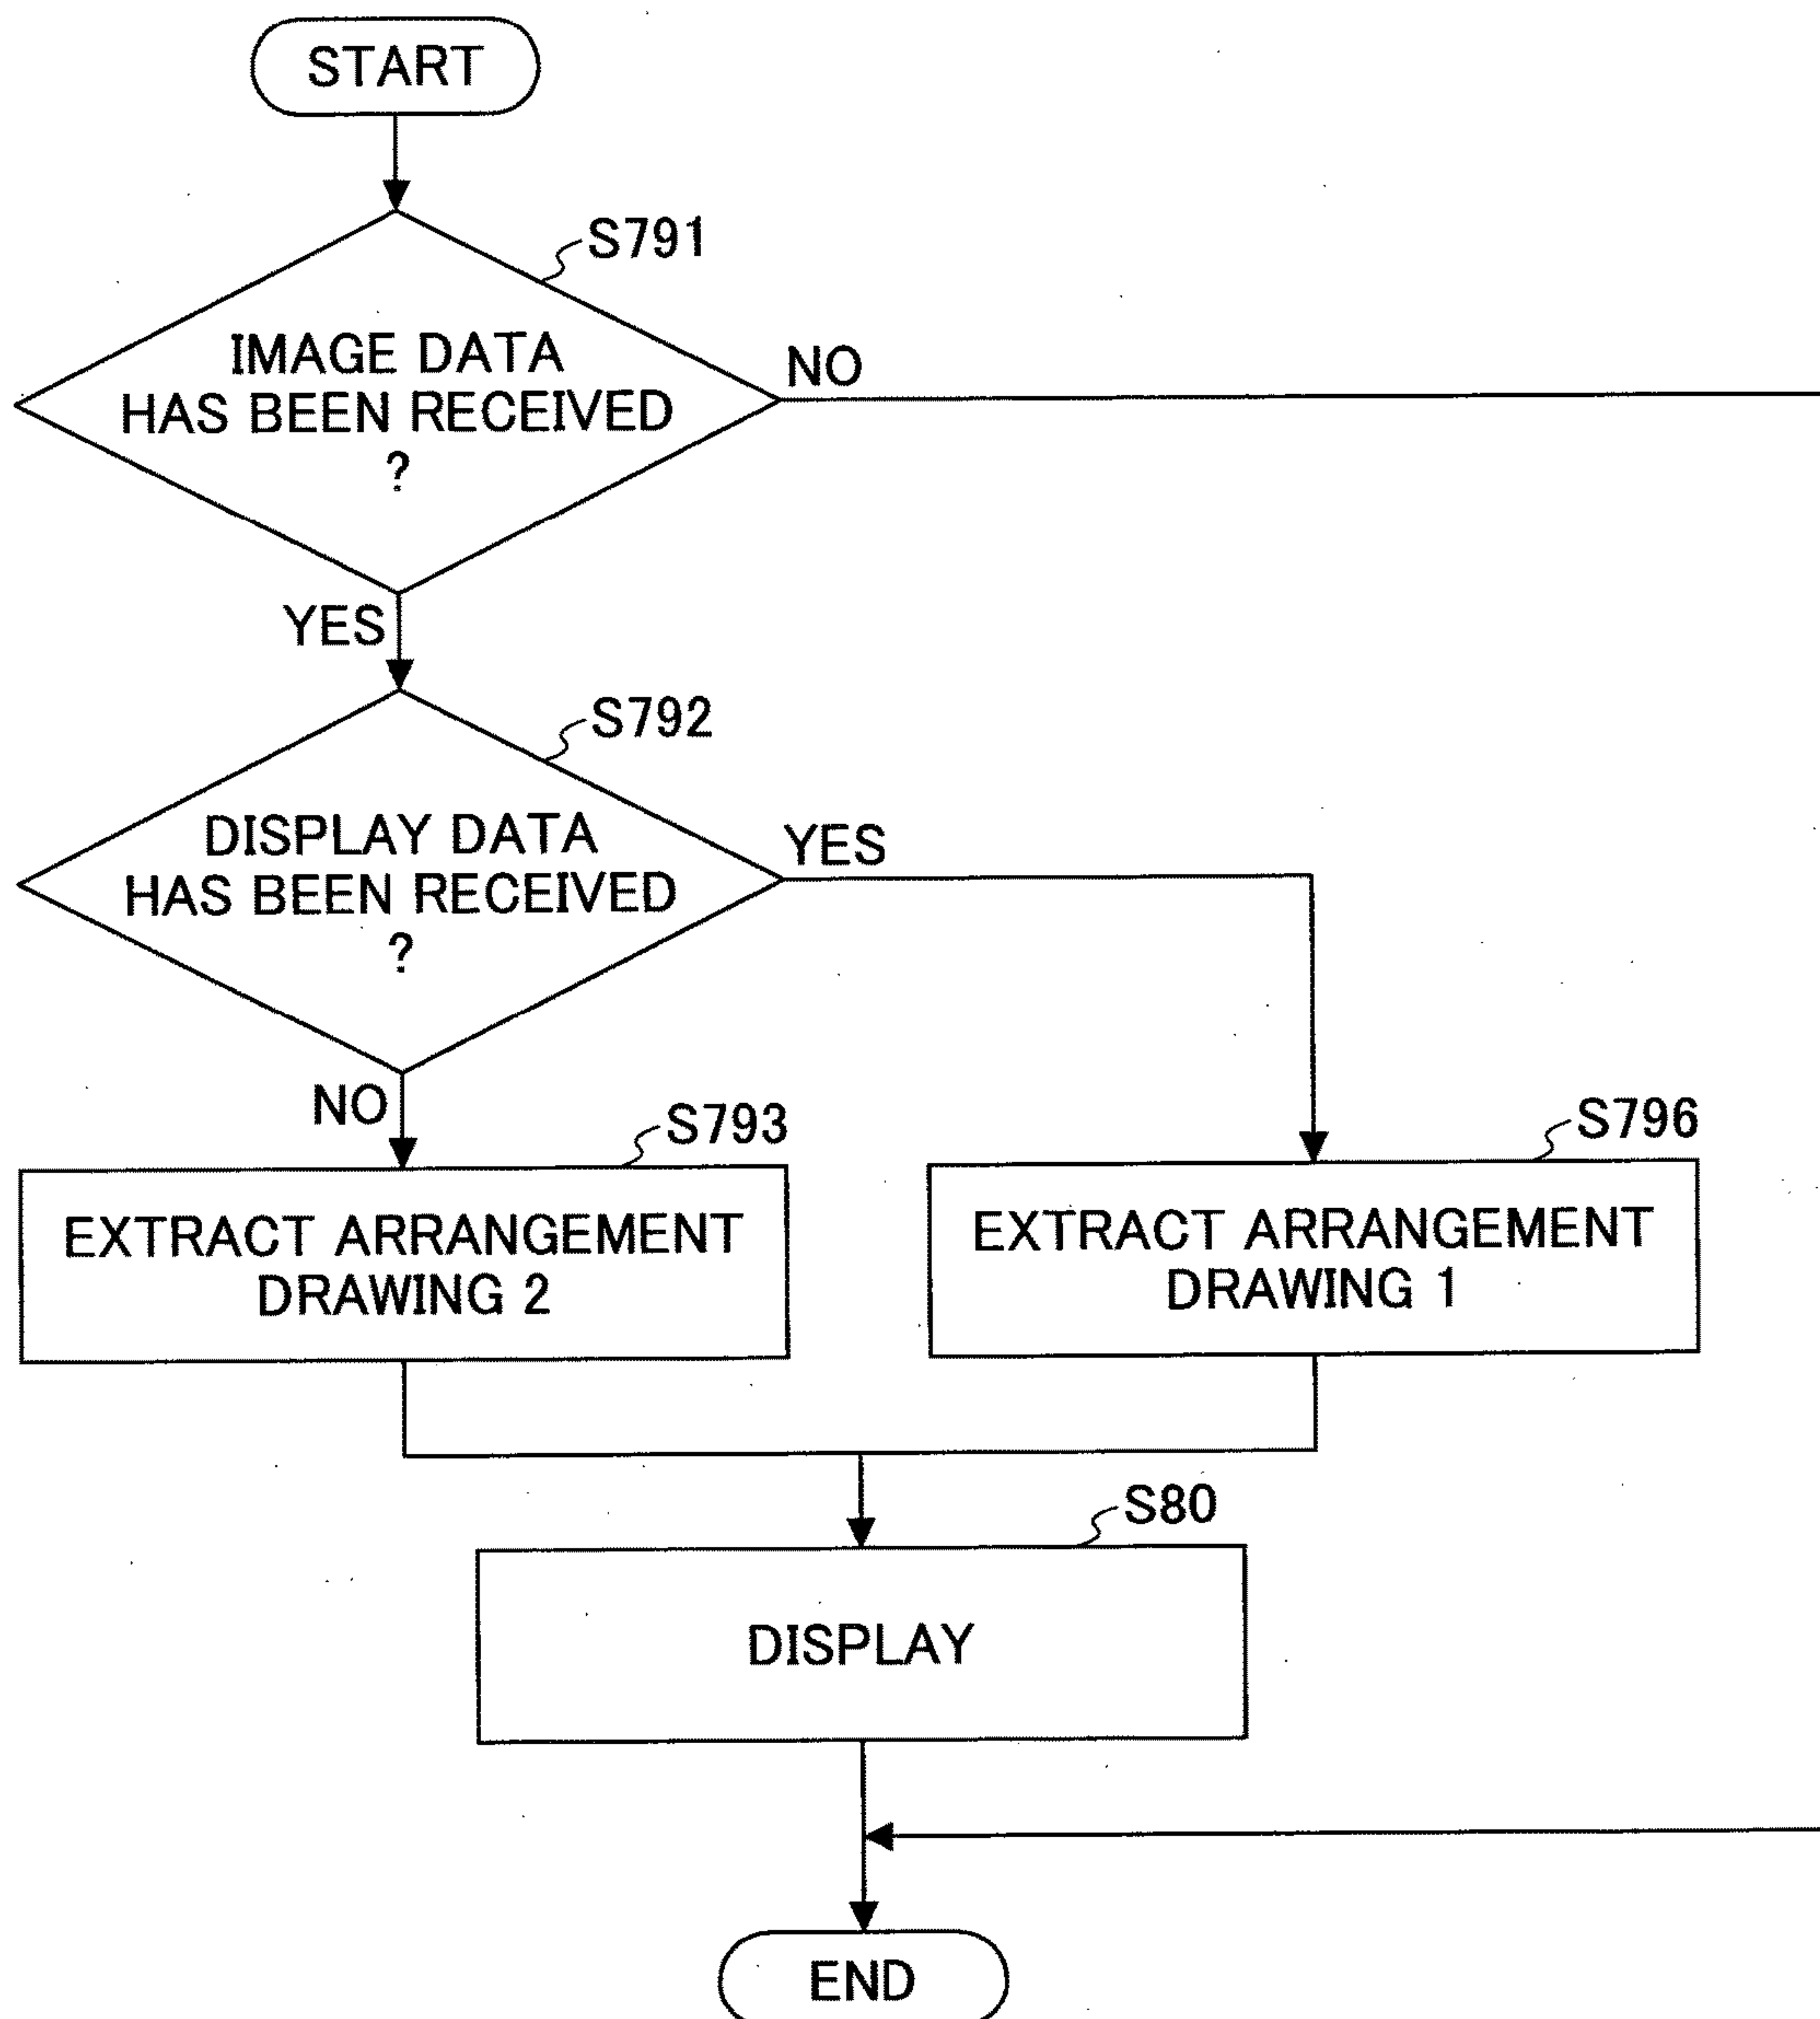 START
S791
IMAGE DATA
HAS BEEN RECEIVED
?
NO
YES
S792
DISPLAY DATA
HAS BEEN RECEIVED
?
YES
NO
S793
EXTRACT ARRANGEMENT
DRAWING 2
S796
EXTRACT ARRANGEMENT
DRAWING 1
S80
DISPLAY
END